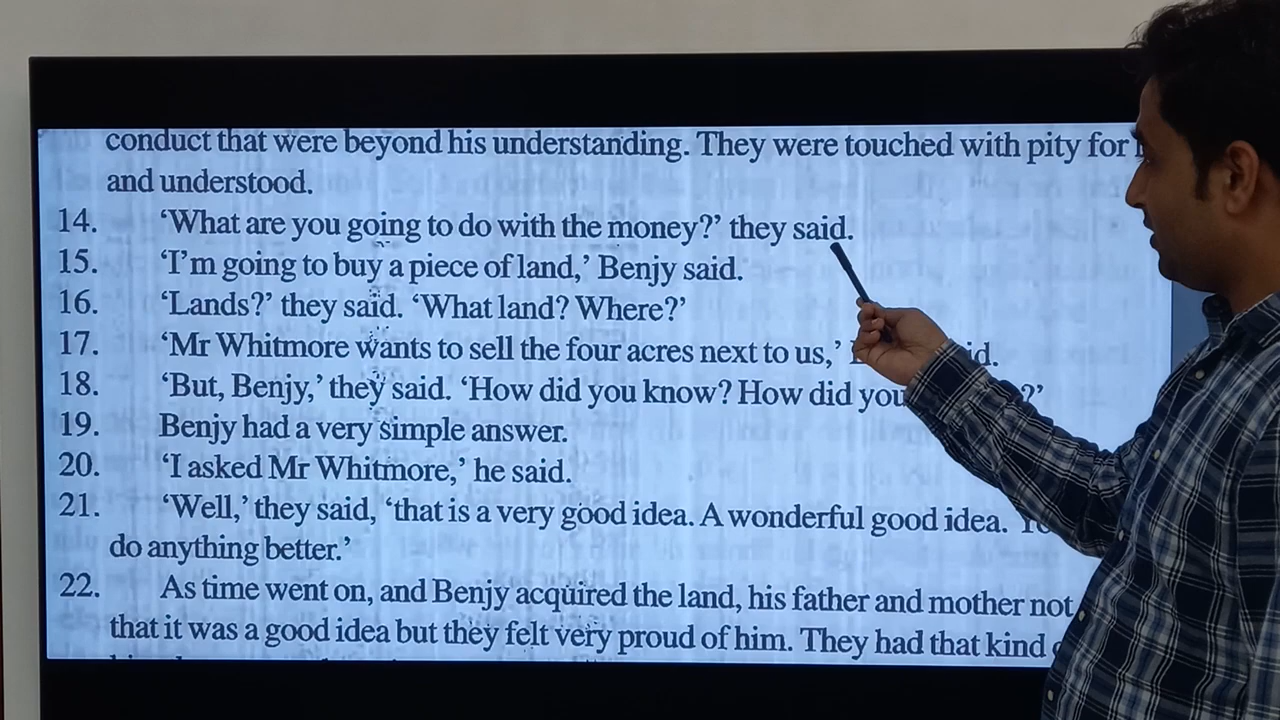 conduct that were beyond his understanding. They were touched with pity for
and understood.
14. ‘What are you going to do with the money?’ they said.
15. ‘I’m going to buy a piece of land,’ Benjy said.
16. ‘Lands?’ they said. ‘What land? Where?’
17. ‘Mr Whitmore wants to sell the four acres next to us,’
18. ‘But, Benjy,’ they said. ‘How did you know? How did you
19. Benjy had a very simple answer.
20. ‘I asked Mr Whitmore,’ he said.
21. ‘Well,’ they said, ‘that is a very good idea. A wonderful good idea.
do anything better.’
22. As time went on, and Benjy acquired the land, his father and mother not
that it was a good idea but they felt very proud of him. They had that kind